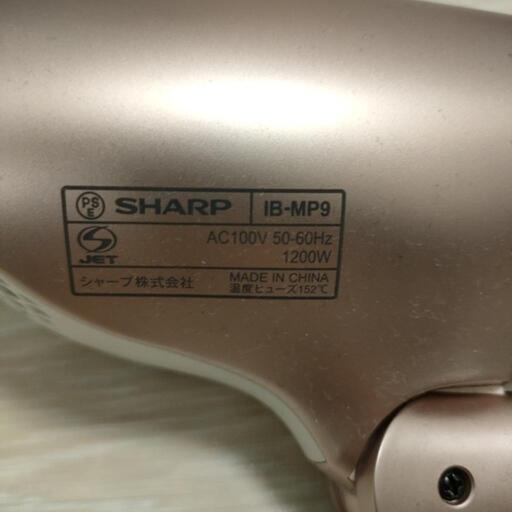 PS E SHARP IB-MP9
JET AC100V 50-60Hz
1200W
シャープ株式会社 MADE IN CHINA
温度ヒューズ152℃